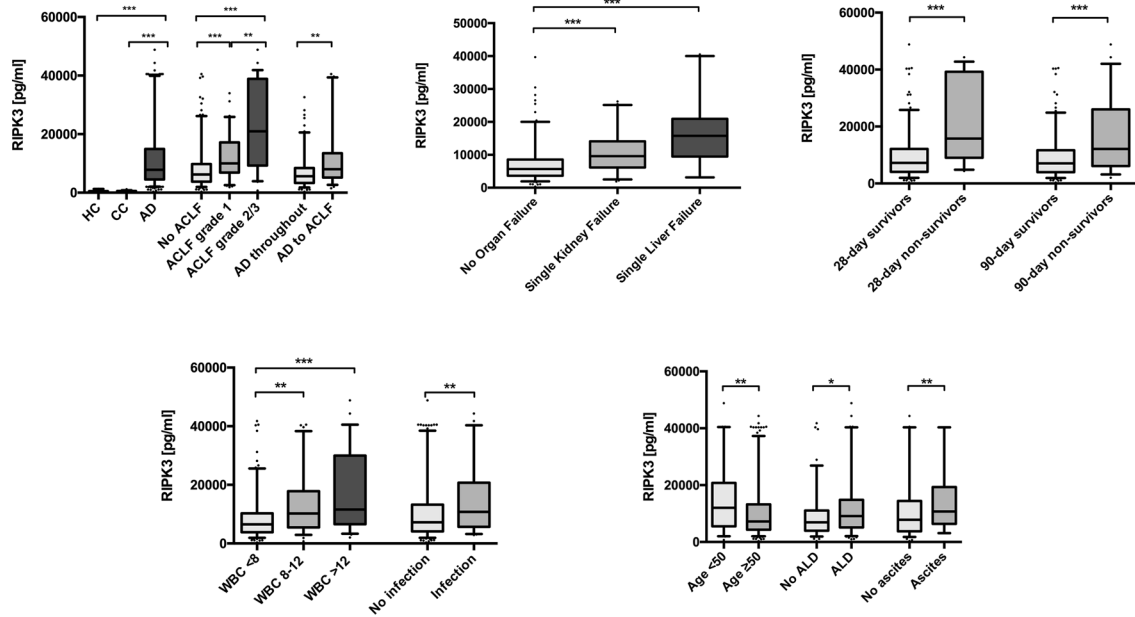 ***
***
***
**
***
**
60000
40000
20000
0
RIPK3 [pg/ml]
HC
CC
AD
No ACLF
ACLF grade 1
ACLF grade 2/3
AD throughout
AD to ACLF
***
***
50000
40000
30000
20000
10000
0
RIPK3 [pg/ml]
No Organ Failure
Single Kidney Failure
Single Liver Failure
***
***
60000
40000
20000
0
RIPK3 [pg/ml]
28-day survivors
28-day non-survivors
90-day survivors
90-day non-survivors
***
**
**
60000
40000
20000
0
RIPK3 [pg/ml]
WBC <8
WBC 8-12
WBC >12
No infection
Infection
**
*
**
60000
40000
20000
0
RIPK3 [pg/ml]
Age <50
Age ≥50
No ALD
ALD
No ascites
Ascites